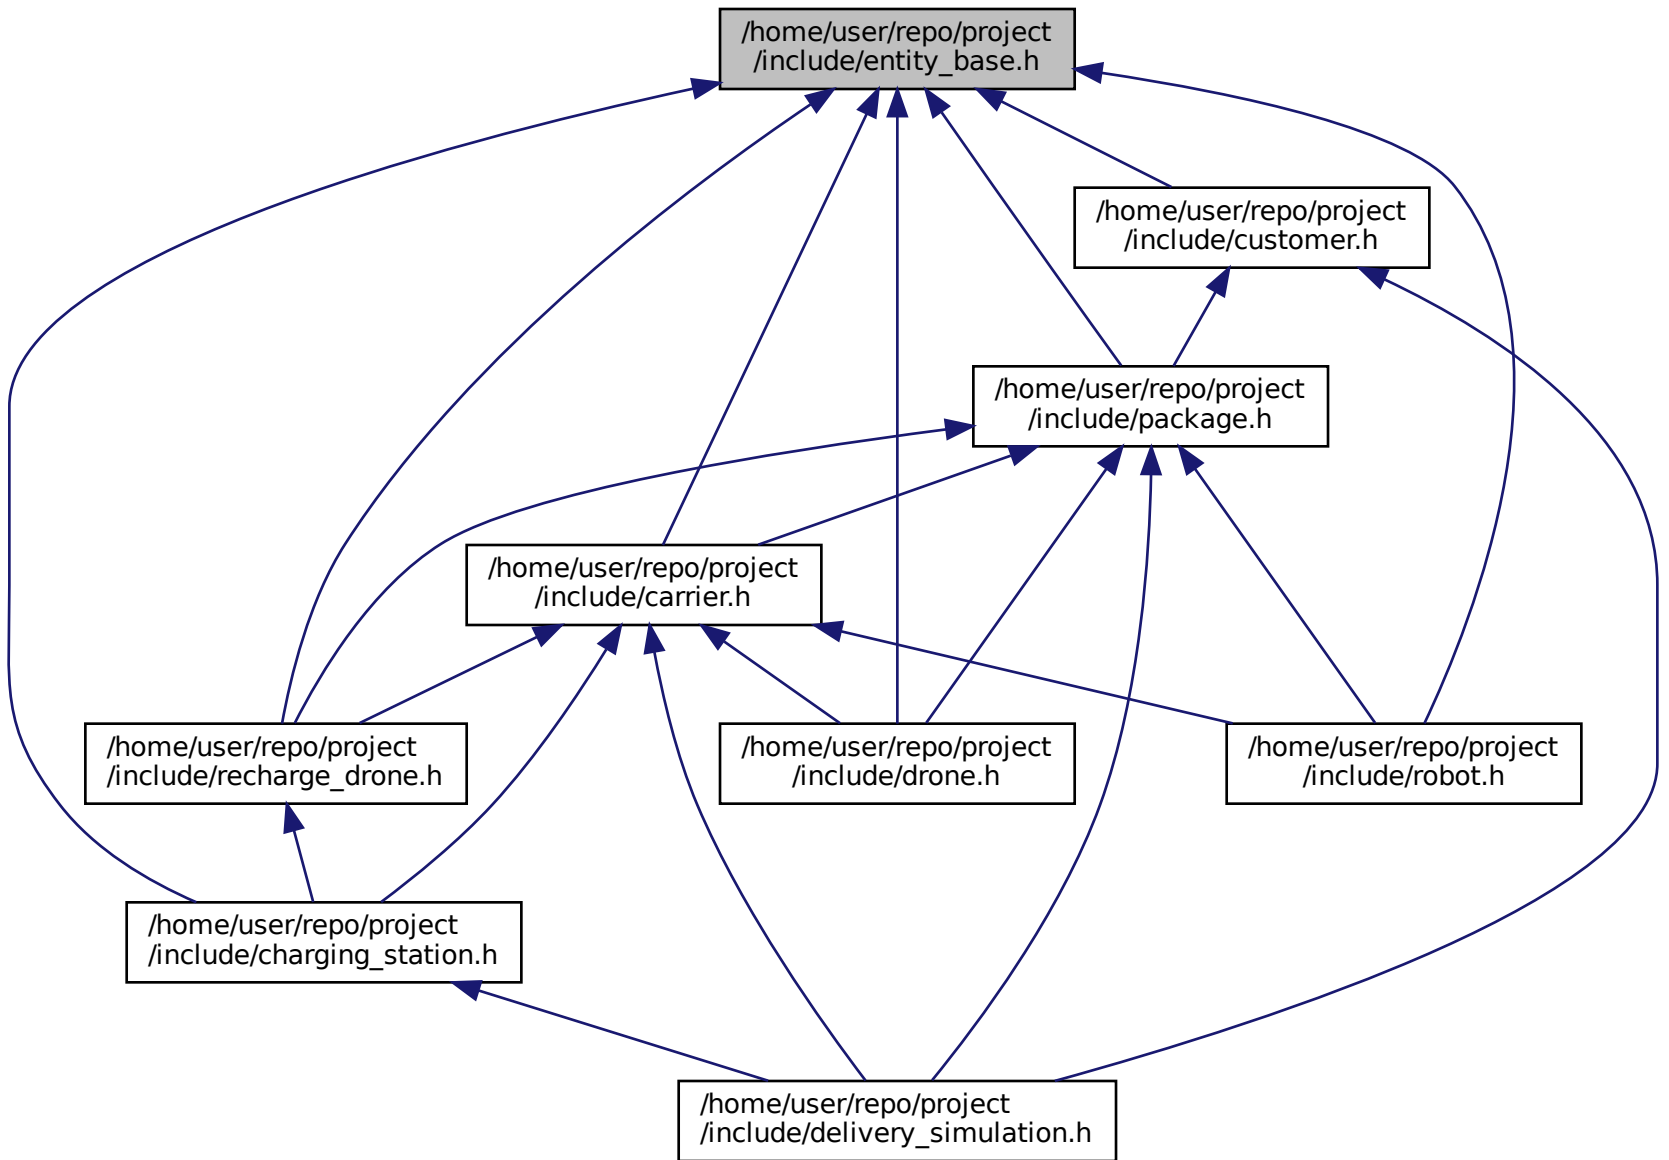 /home/user/repo/project
/include/entity_base.h
/home/user/repo/project
/include/customer.h
/home/user/repo/project
/include/package.h
/home/user/repo/project
/include/carrier.h
/home/user/repo/project
/include/recharge_drone.h
/home/user/repo/project
/include/drone.h
/home/user/repo/project
/include/robot.h
/home/user/repo/project
/include/charging_station.h
/home/user/repo/project
/include/delivery_simulation.h